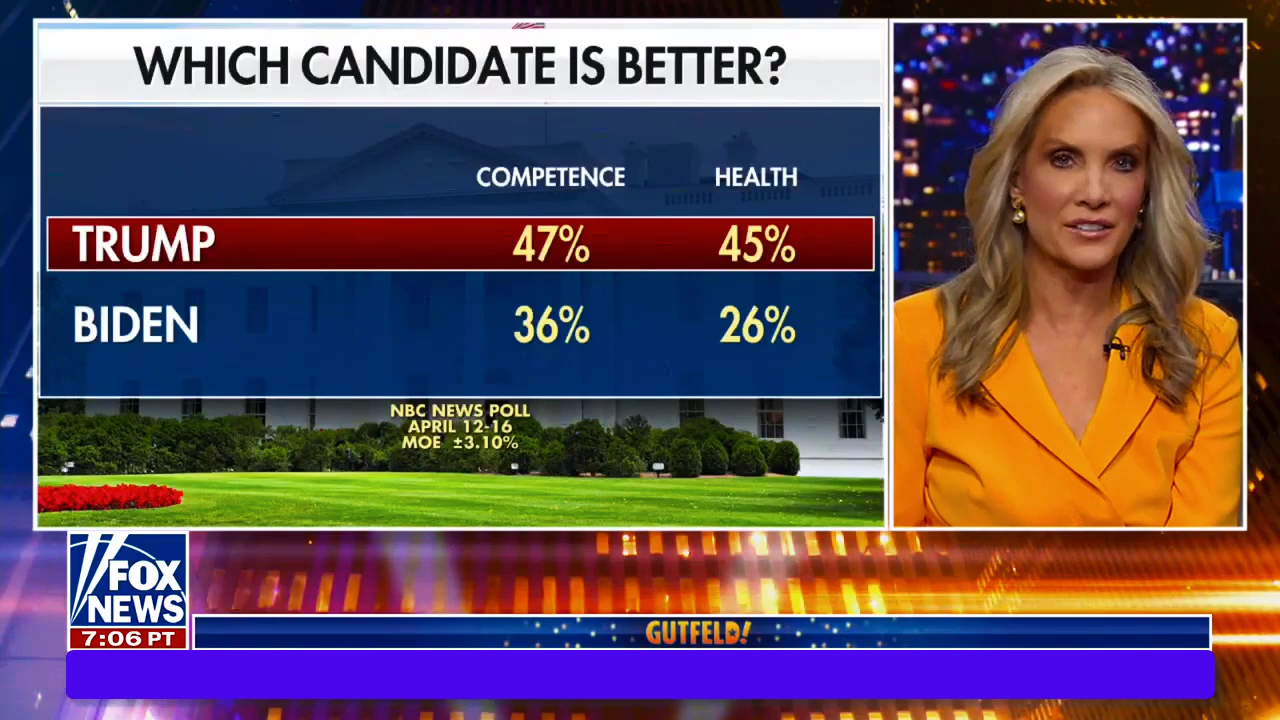 WHICH CANDIDATE IS BETTER?
COMPETENCE HEALTH
TRUMP 47% 45%
BIDEN 36% 26%
NBC NEWS POLL
APRIL 12-16
MOE ±3.10%
FOX
NEWS
7:06 PT
GUTFELD!